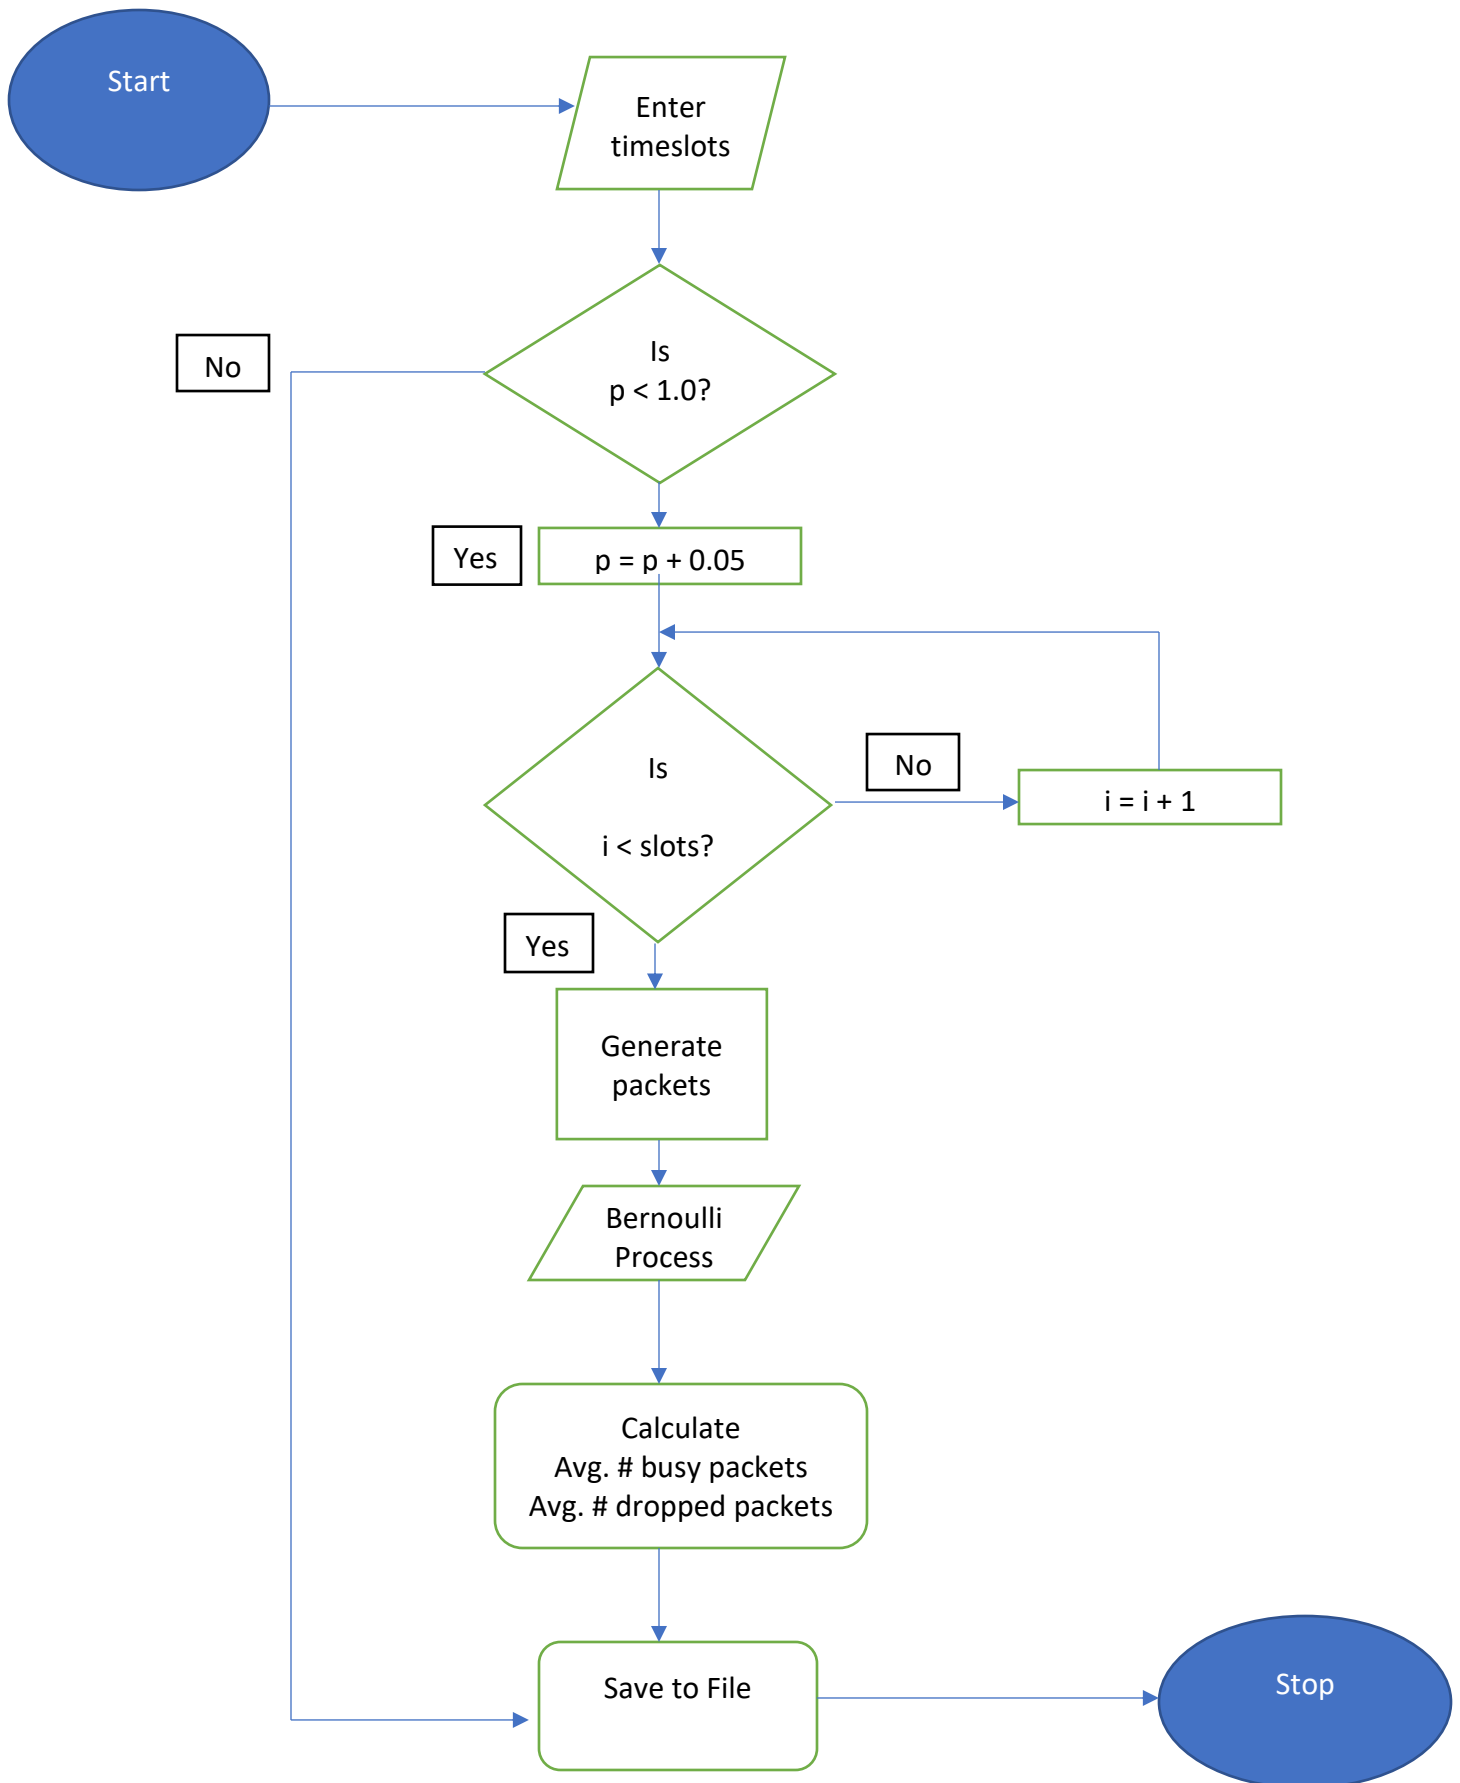 Start
Enter
timeslots
Is
p < 1.0?
No
Yes
p = p + 0.05
Is
i < slots?
No
i = i + 1
Yes
Generate
packets
Bernoulli
Process
Calculate
Avg. # busy packets
Avg. # dropped packets
Save to File
Stop